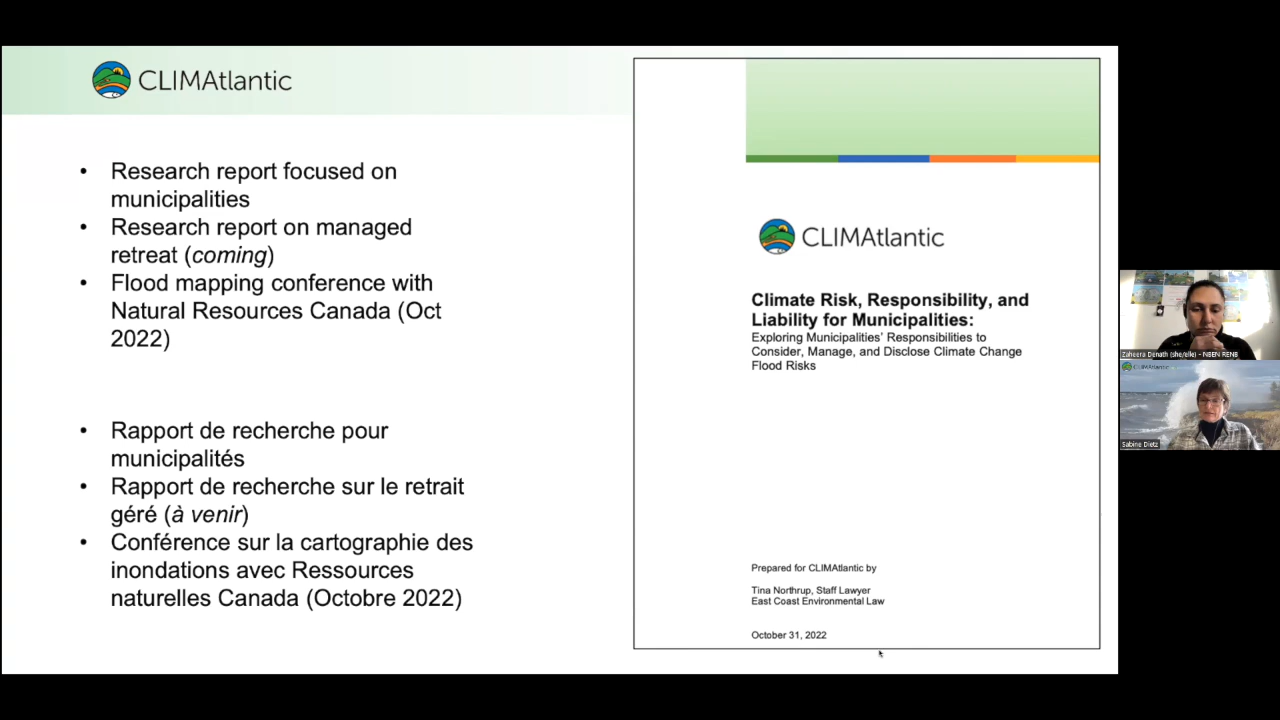 CLIMAtlantic
• Research report focused on
municipalities
• Research report on managed
retreat (coming)
• Flood mapping conference with
Natural Resources Canada (Oct
2022)
• Rapport de recherche pour
municipalités
• Rapport de recherche sur le retrait
géré (à venir)
• Conférence sur la cartographie des
inondations avec Ressources
naturelles Canada (Octobre 2022)
CLIMAtlantic
Climate Risk, Responsibility, and
Liability for Municipalities:
Exploring Municipalities' Responsibilities to
Consider, Manage, and Disclose Climate Change
Flood Risks
Prepared for CLIMAtlantic by
Tina Northrup, Staff Lawyer
East Coast Environmental Law
October 31, 2022
Zaheera Denath (she/elle) - NBEN RENB
CLIMAtlantic
Sabine Dietz